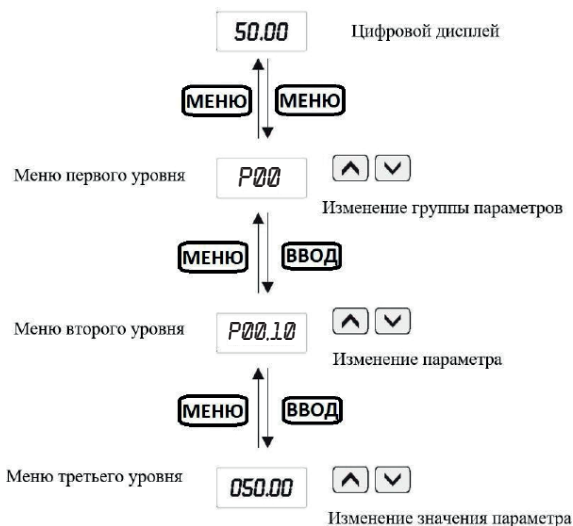 50.00 Цифровой дисплей
МЕНЮ МЕНЮ
Меню первого уровня P00
Изменение группы параметров
МЕНЮ ВВОД
Меню второго уровня P00.10
Изменение параметра
МЕНЮ ВВОД
Меню третьего уровня 050.00
Изменение значения параметра